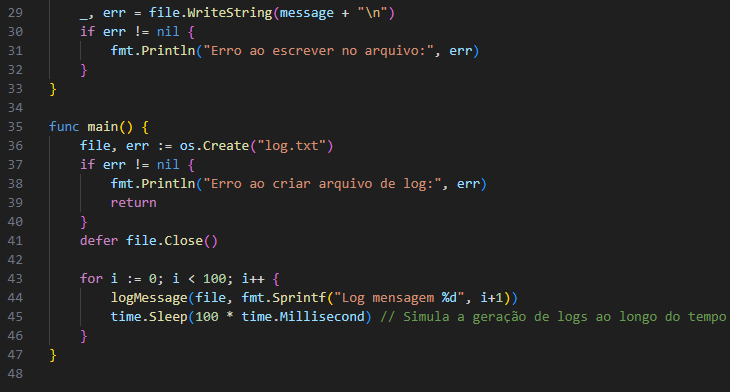 29 _, err = file.WriteString(message + "\n")
30 if err != nil {
31 fmt.Println("Erro ao escrever no arquivo:", err)
32 }
33 }
34
35 func main() {
36 file, err := os.Create("log.txt")
37 if err != nil {
38 fmt.Println("Erro ao criar arquivo de log:", err)
39 return
40 }
41 defer file.Close()
42
43 for i := 0; i < 100; i++ {
44 logMessage(file, fmt.Sprintf("Log mensagem %d", i+1))
45 time.Sleep(100 * time.Millisecond) // Simula a geração de logs ao longo do tempo
46 }
47 }
48